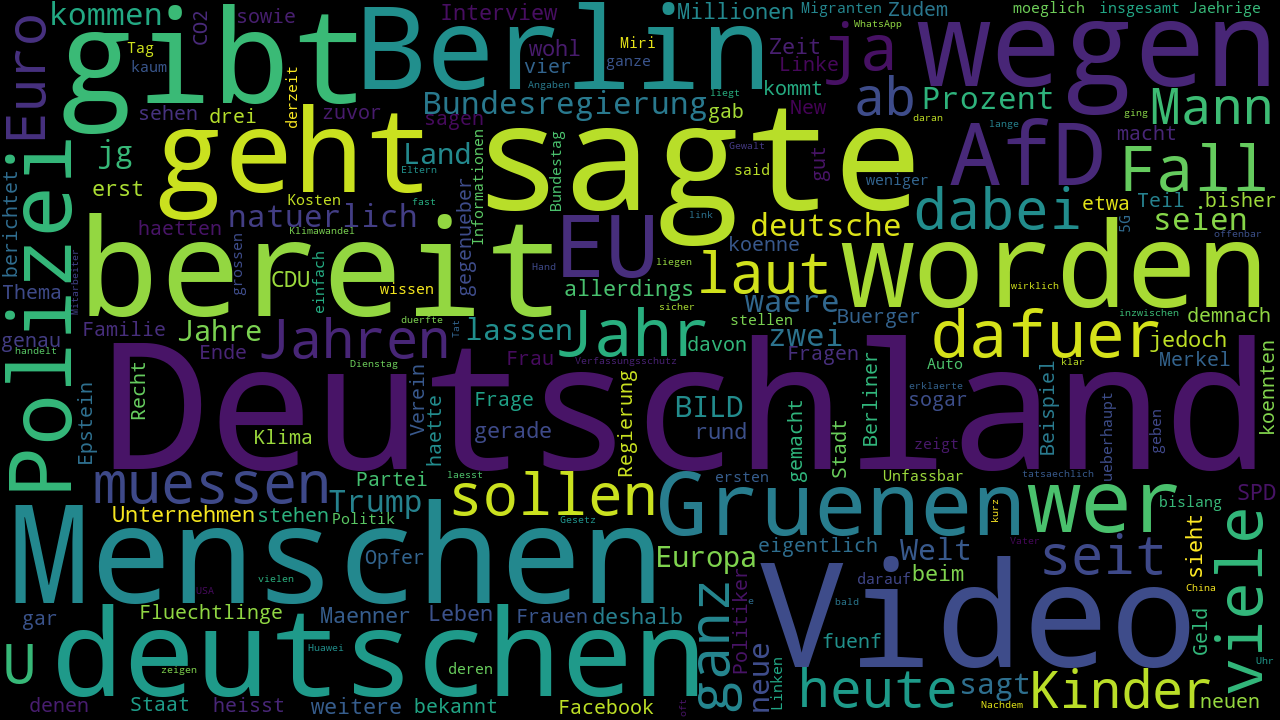 kommen
CO2
sowie
Interview
Millionen
Migranten
Zudem
moeglich
insgesamt
Jaehrige
Euro
Tag
kaum
gibt
Berlin
wohl
Miri
ganze
vier
Angaben
Zeit
Linke
ja
WhatsApp
wegen
sehen
drei
derzeit
zuvor
Bundesregierung
sagen
liegt
gab
kommt
New
ab
daran
Prozent
lange
ging
Mann
macht
Polizei
jg
erst
geht
Land
Eltern
Informationen
sagte
Bundestag
Gewalt
said
gut
weniger
AfD
Fall
berichtet
haetten
natuerlich
Kosten
fast
gegenueber
link
deutsche
dabei
etwa
Teil
bisher
5G
seien
offenbar
Thema
Mitarbeiter
bereit
grossen
Klimawandel
CDU
einfach
wissen
Hand
EU
liegen
allerdings
koenne
laut
waere
worden
wirklich
inzwischen
demnach
genau
handelt
Familie
Jahre
Ende
Jahren
duerfte
Tat
lassen
Jahr
sicher
stellen
davon
zwei
Buerger
Fragen
dafuer
jedoch
Merkel
Dienstag
Frau
Verfassungsschutz
Auto
klar
Epstein
Recht
Deutschland
Klima
Verein
haette
Frage
gerade
Regierung
BILD
rund
gemacht
Stadt
Berliner
erklaerte
sogar
zeigt
Beispiel
ueberhaupt
geben
koennten
muessen
Partei
laesst
Trump
sollen
ersten
Unfassbar
tatsaechlich
Gruenen
kurz
wer
bislang
SPD
Unternehmen
stehen
Politik
Gesetz
Menschen
Opfer
Europa
eigentlich
Welt
Vater
seit
sieht
viele
vielen
USA
darauf
beim
China
gar
Fluechtlinge
Maenner
Leben
Frauen
deshalb
ganz
Politiker
e
bald
Video
fuenf
Geld
U
deutschen
Huawei
zeigen
deren
neue
Linken
heute
sagt
Kinder
Uhr
denen
Staat
heisst
weitere
bekannt
Facebook
oft
Nachdem
neuen